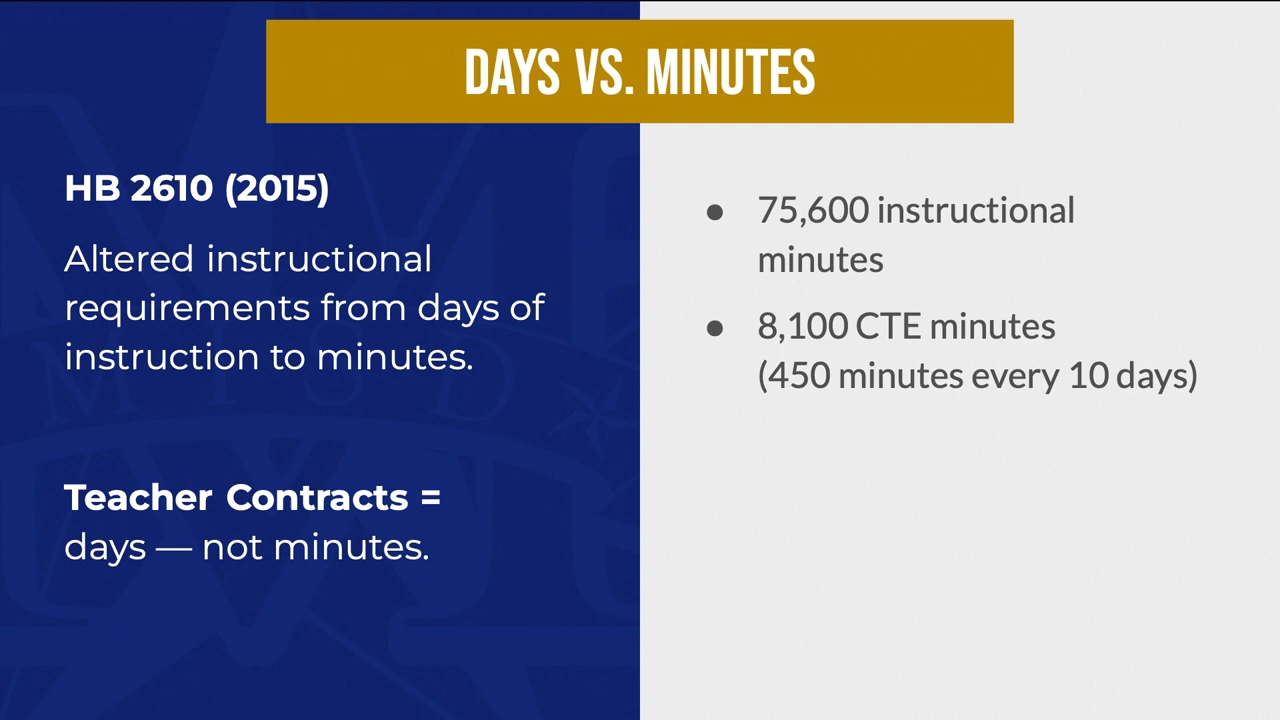 DAYS VS. MINUTES
HB 2610 (2015)
Altered instructional
requirements from days of
instruction to minutes.
Teacher Contracts =
days — not minutes.
● 75,600 instructional
minutes
● 8,100 CTE minutes
(450 minutes every 10 days)
MISD